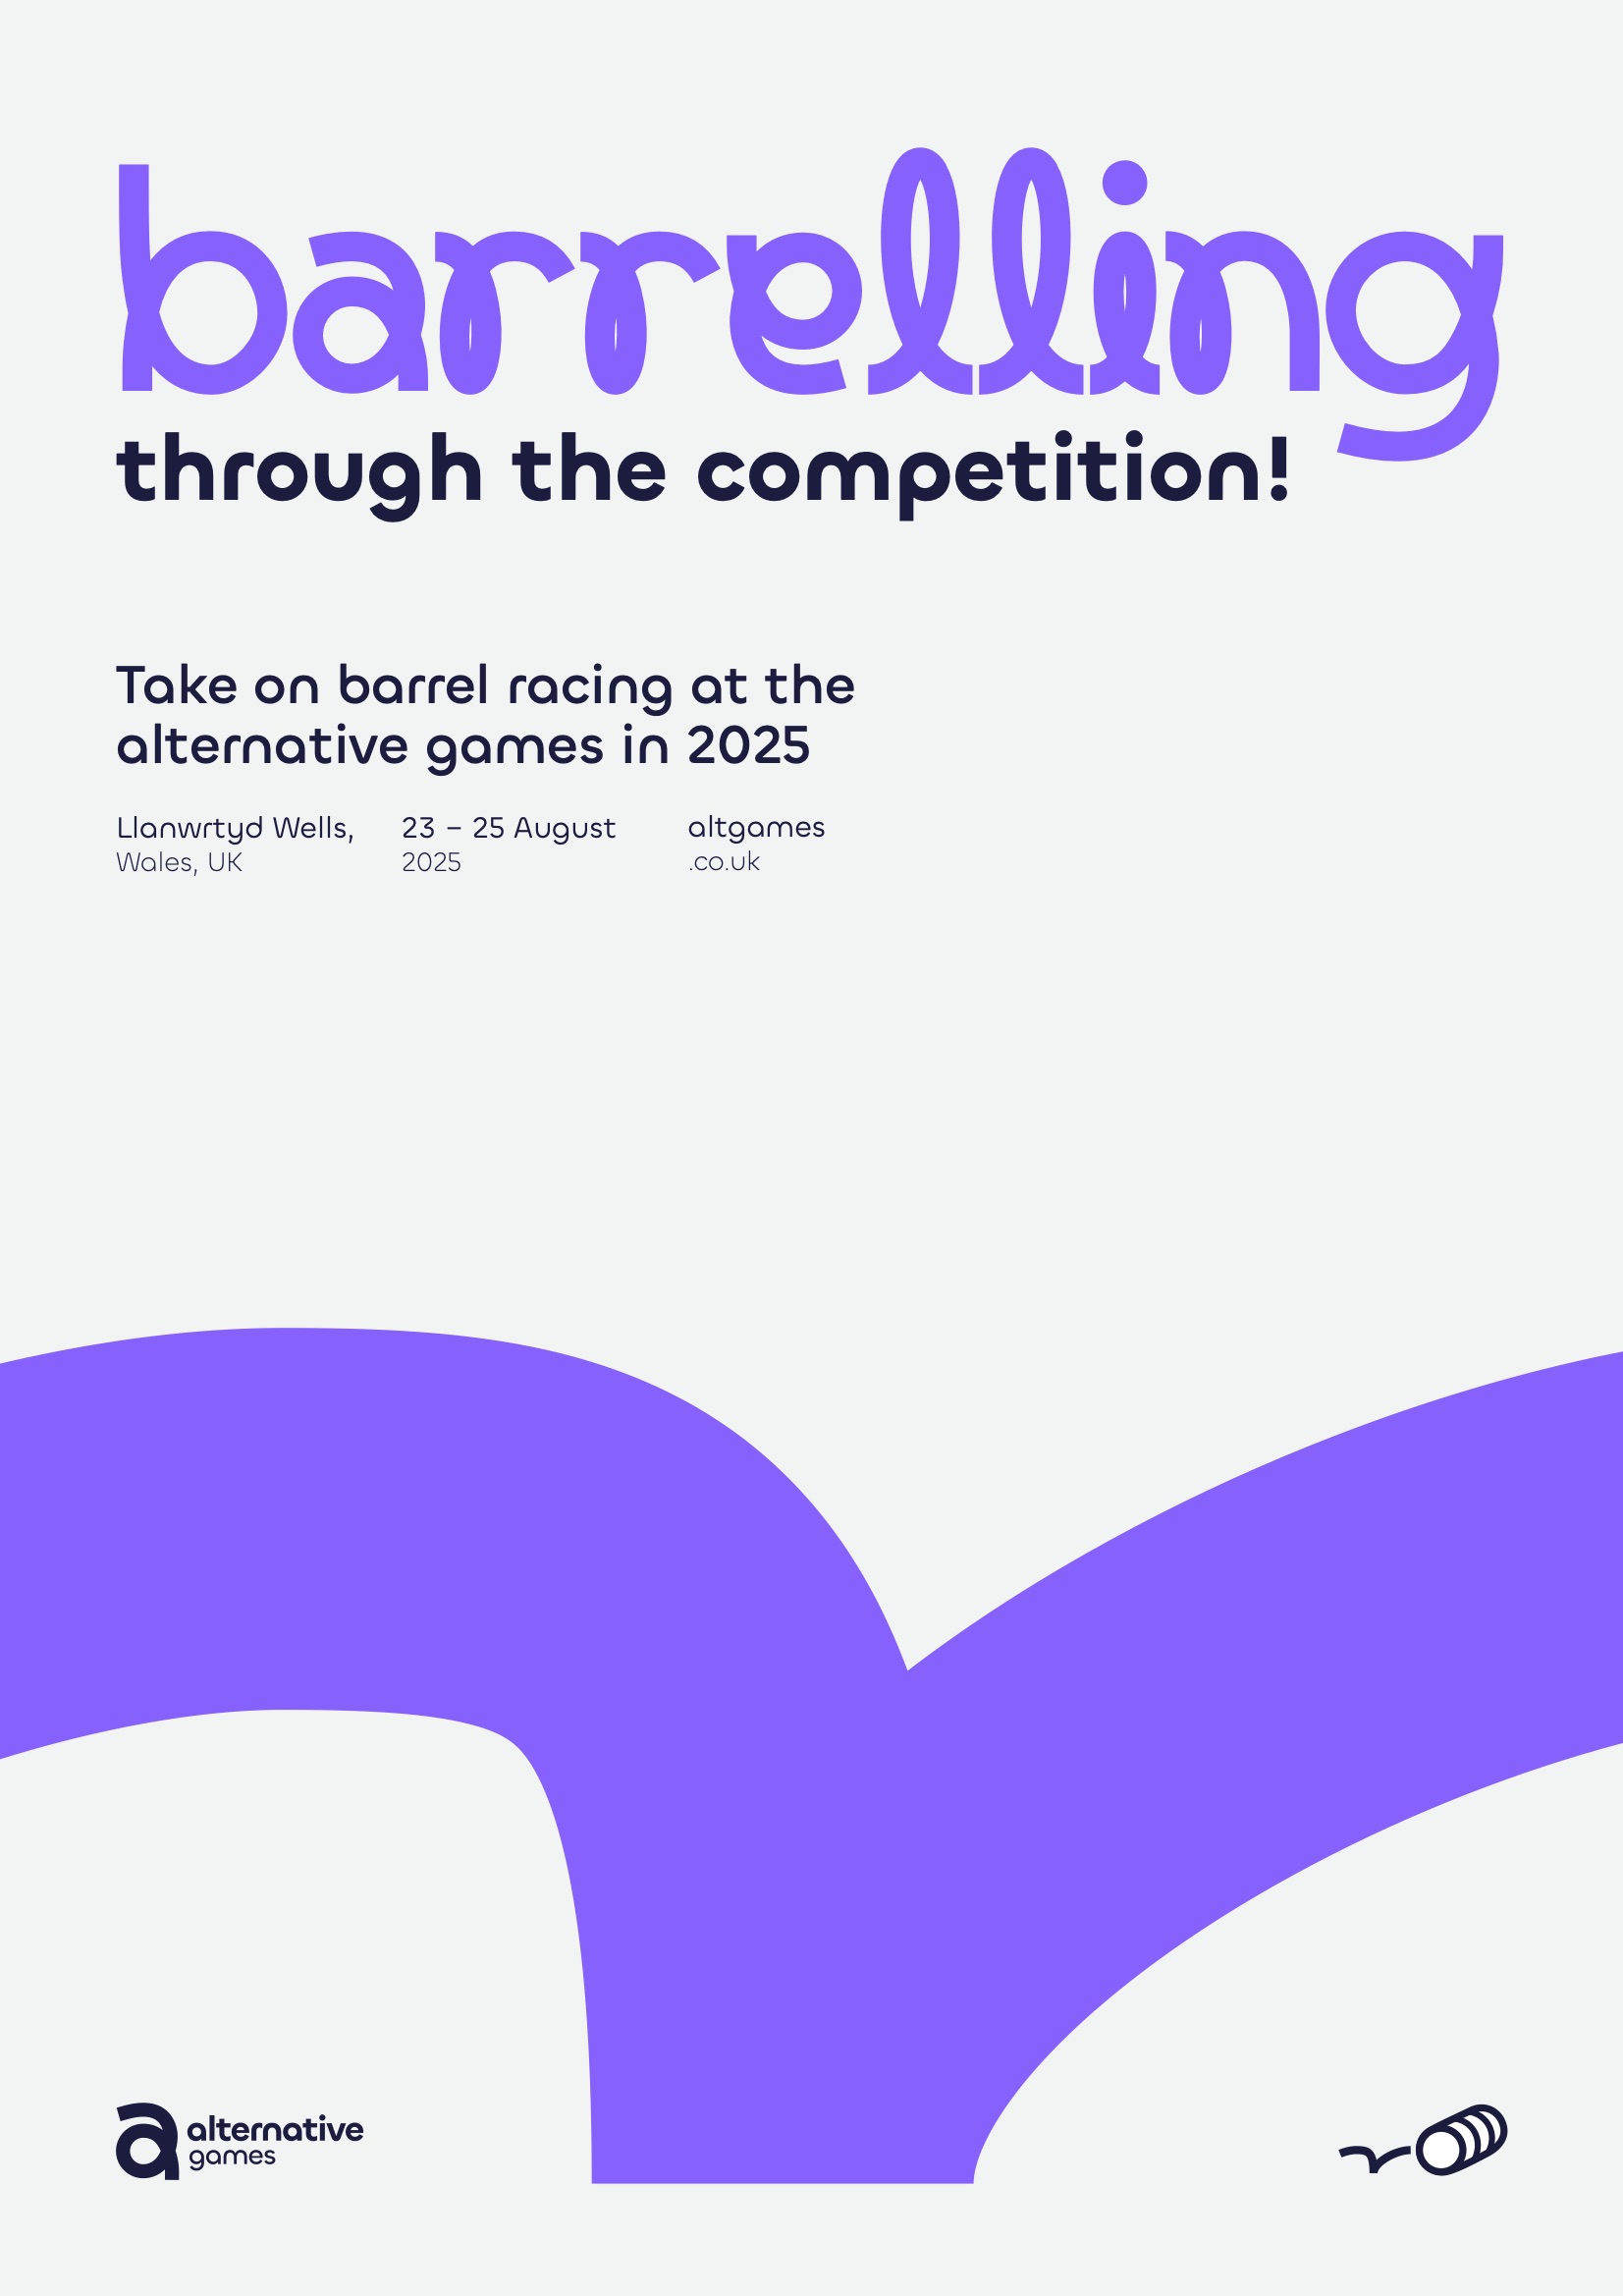 barrelling
through the competition!
Take on barrel racing at the
alternative games in 2025
Llanwrtyd Wells,
Wales, UK
23 – 25 August
2025
altgames
.co.uk
a
alternative
games